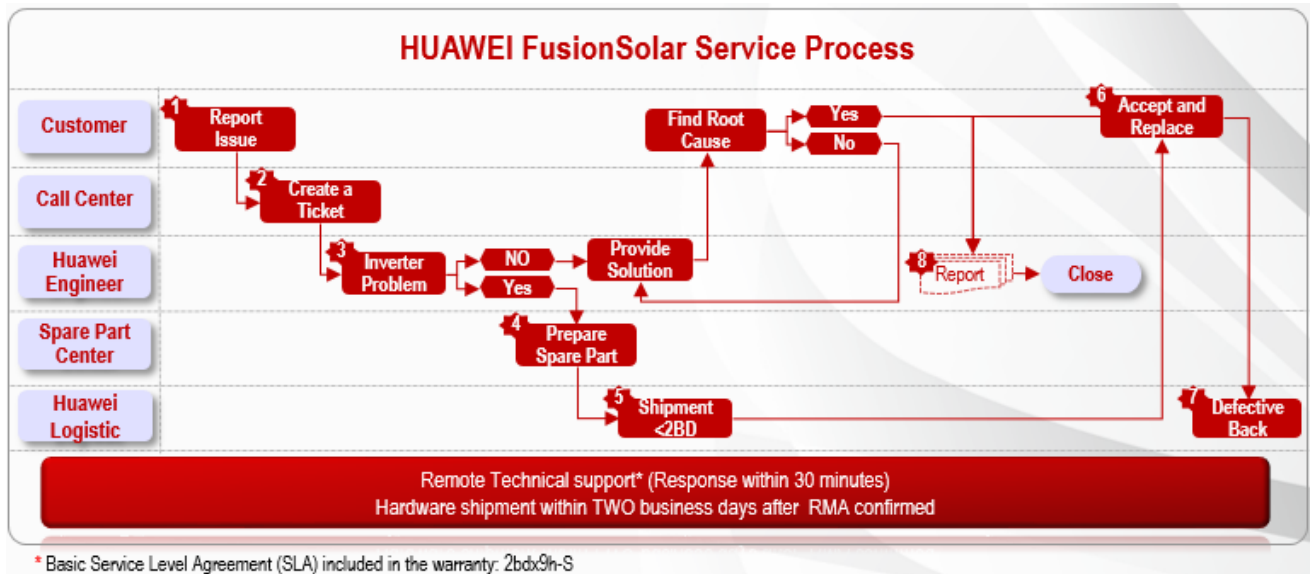 HUAWEI FusionSolar Service Process
Customer
1
Report
Issue
Find Root
Cause
Yes
No
6
Accept and
Replace
Call Center
2
Create a
Ticket
Huawei
Engineer
3
Inverter
Problem
NO
Yes
Provide
Solution
8
Report
Close
Spare Part
Center
4
Prepare
Spare Part
Huawei
Logistic
5
Shipment
<2BD
7
Defective
Back
Remote Technical support* (Response within 30 minutes)
Hardware shipment within TWO business days after RMA confirmed
* Basic Service Level Agreement (SLA) included in the warranty: 2bdx9h-S